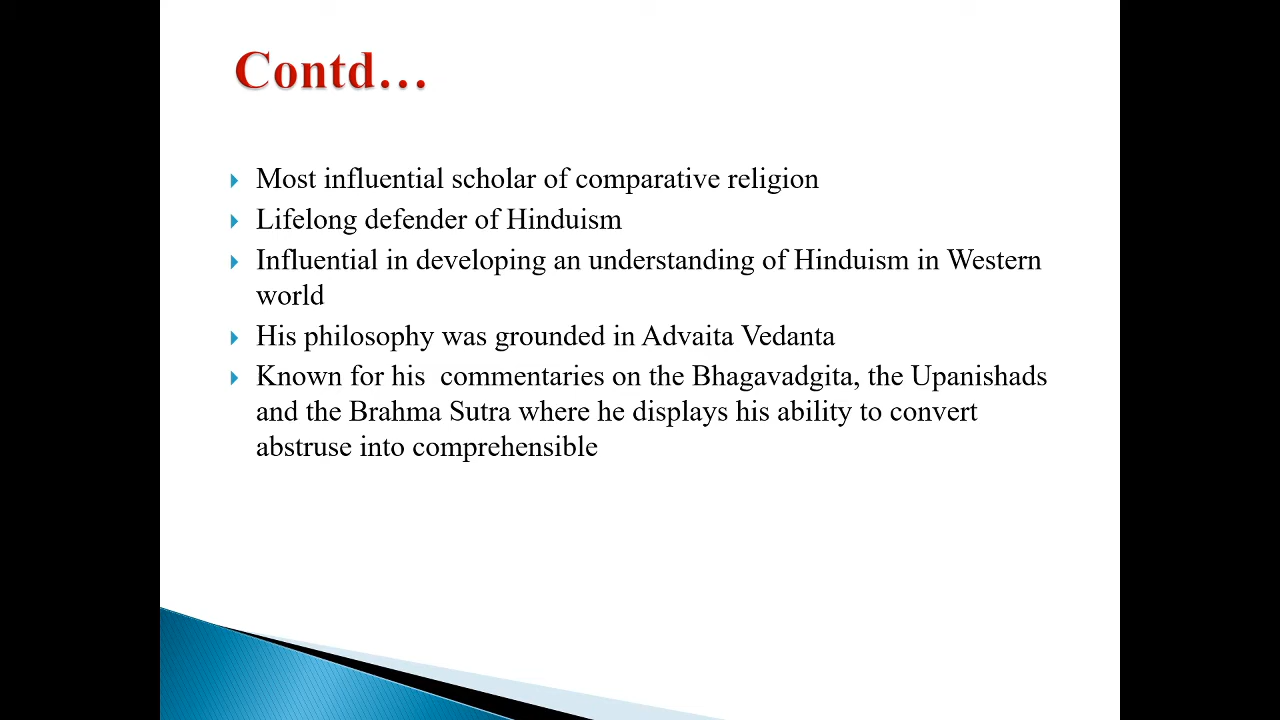 Contd…
Most influential scholar of comparative religion
Lifelong defender of Hinduism
Influential in developing an understanding of Hinduism in Western
world
His philosophy was grounded in Advaita Vedanta
Known for his  commentaries on the Bhagavadgita, the Upanishads
and the Brahma Sutra where he displays his ability to convert
abstruse into comprehensible